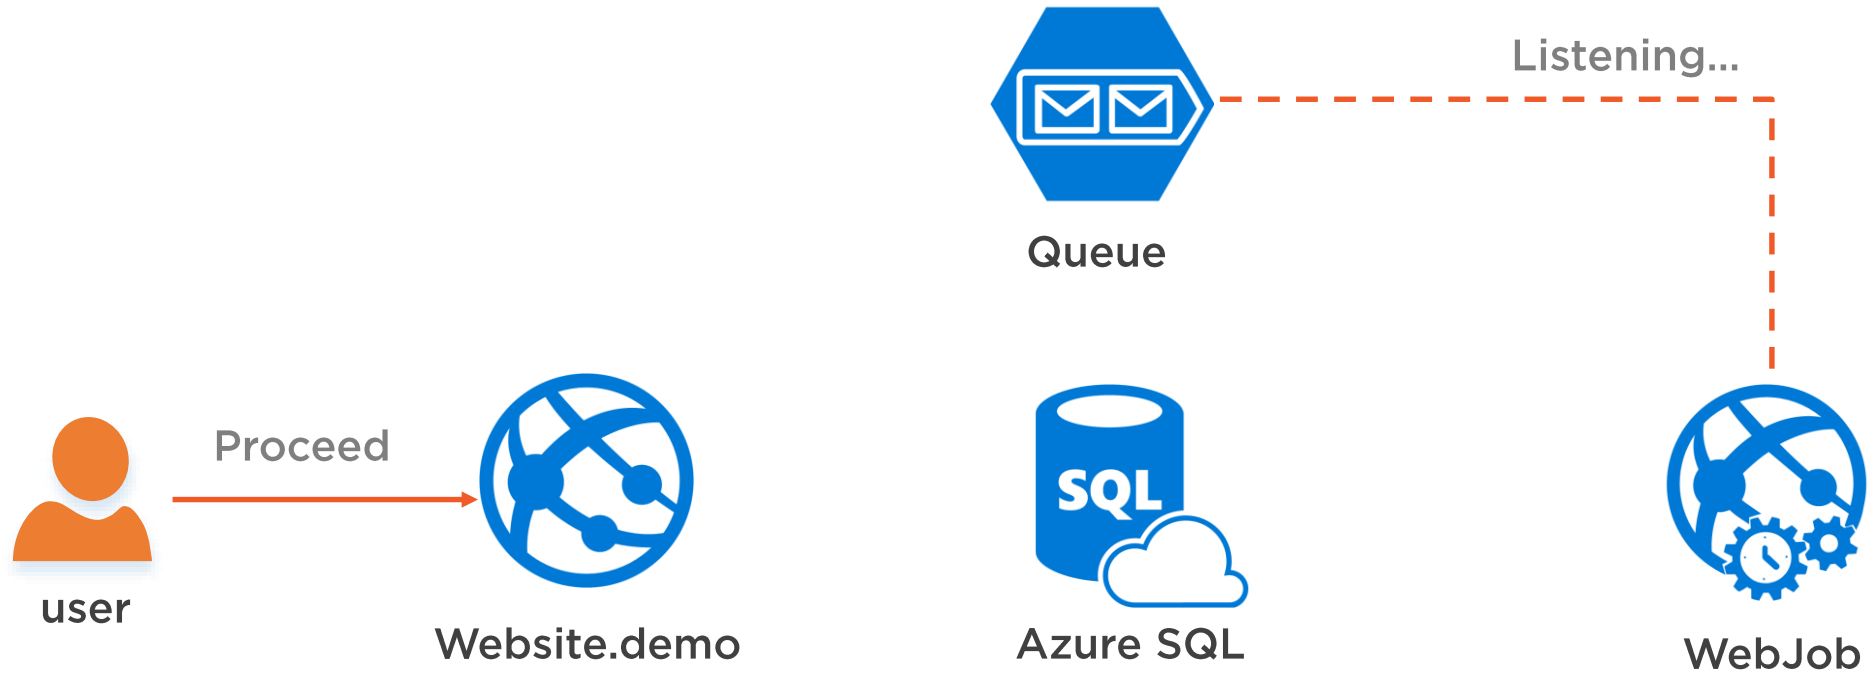 Listening...
Queue
Proceed
SQL
user
Website.demo
Azure SQL
WebJob